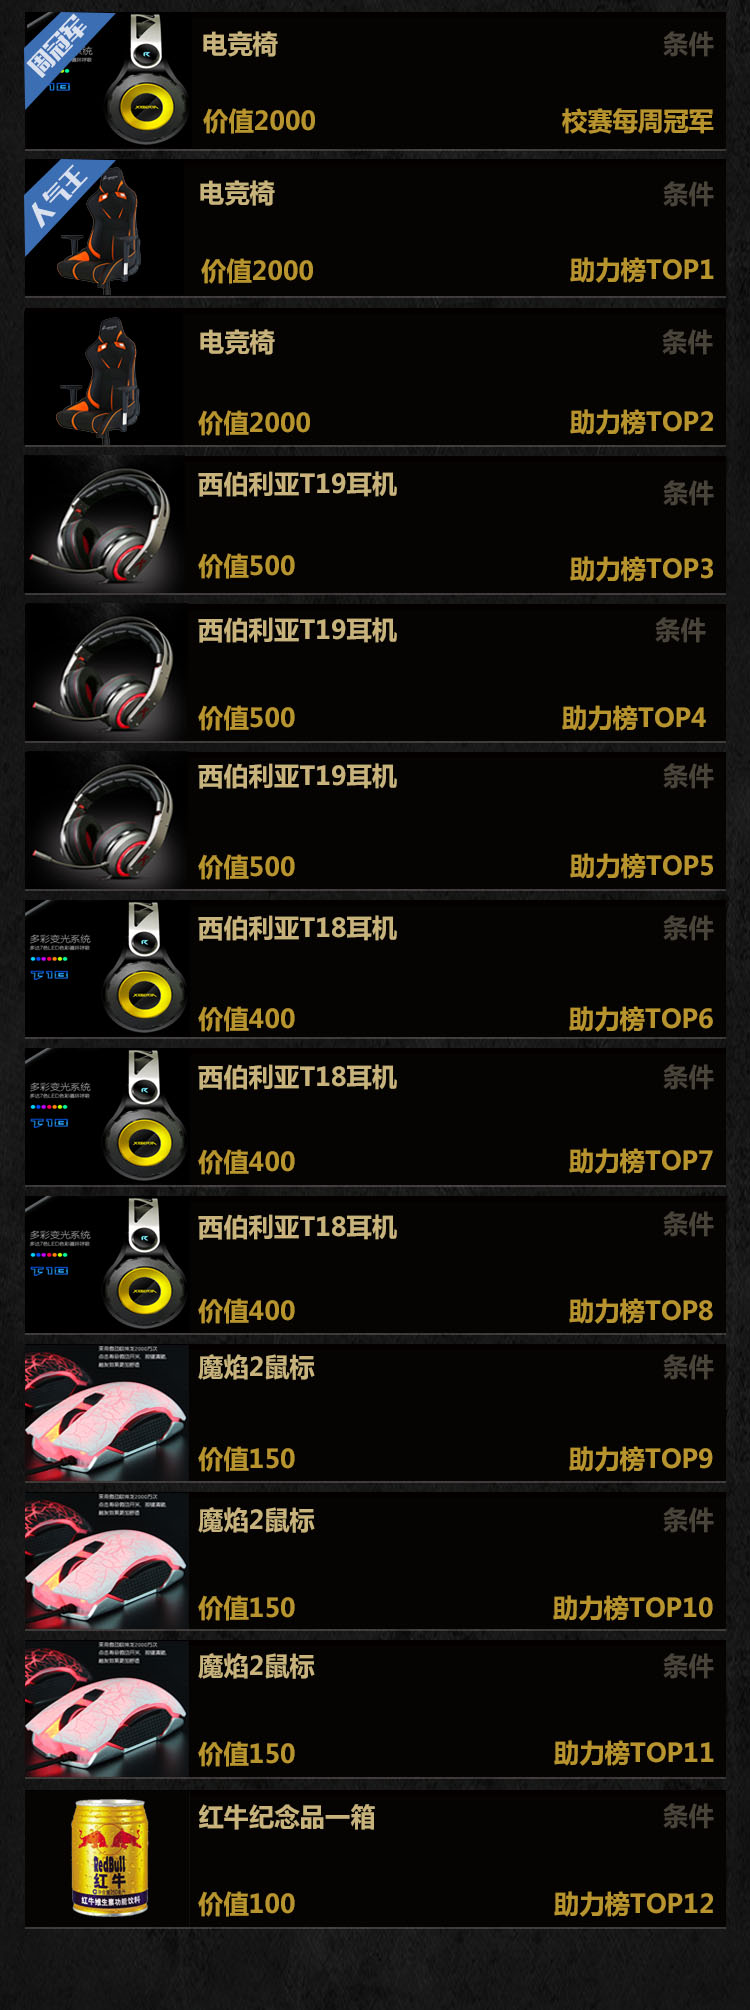 周冠军
电竞椅
条件
价值2000
校赛每周冠军
人气王
电竞椅
条件
价值2000
助力榜TOP1
电竞椅
条件
价值2000
助力榜TOP2
西伯利亚T19耳机
条件
价值500
助力榜TOP3
西伯利亚T19耳机
条件
价值500
助力榜TOP4
西伯利亚T19耳机
条件
价值500
助力榜TOP5
多彩变光系统
T18
西伯利亚T18耳机
条件
价值400
助力榜TOP6
多彩变光系统
T18
西伯利亚T18耳机
条件
价值400
助力榜TOP7
多彩变光系统
T18
西伯利亚T18耳机
条件
价值400
助力榜TOP8
魔焰2鼠标
条件
价值150
助力榜TOP9
魔焰2鼠标
条件
价值150
助力榜TOP10
魔焰2鼠标
条件
价值150
助力榜TOP11
RedBull
红牛
红牛维生素功能饮料
红牛纪念品一箱
条件
价值100
助力榜TOP12